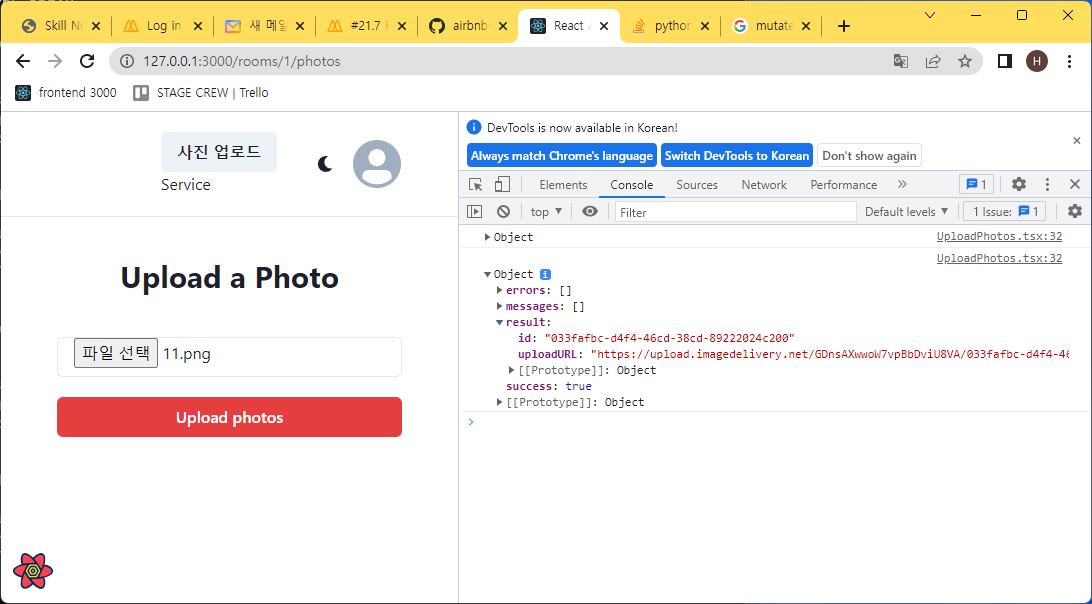 Skill No
Log in
새 메일
#21.7 F
airbnb
React A
python
mutate
127.0.0.1:3000/rooms/1/photos
H
frontend 3000
STAGE CREW | Trello
사진 업로드
Service
Upload a Photo
파일 선택 11.png
Upload photos
DevTools is now available in Korean!
Always match Chrome's language
Switch DevTools to Korean
Don't show again
Elements
Console
Sources
Network
Performance
1
top
Filter
Default levels
1 Issue: 1
Object
UploadPhotos.tsx:32
UploadPhotos.tsx:32
Object
errors: []
messages: []
result:
id: "033fafbc-d4f4-46cd-38cd-89222024c200"
uploadURL: "https://upload.imagedelivery.net/GDnsAXwwoW7vpBbDviU8VA/033fafbc-d4f4-46
[[Prototype]]: Object
success: true
[[Prototype]]: Object